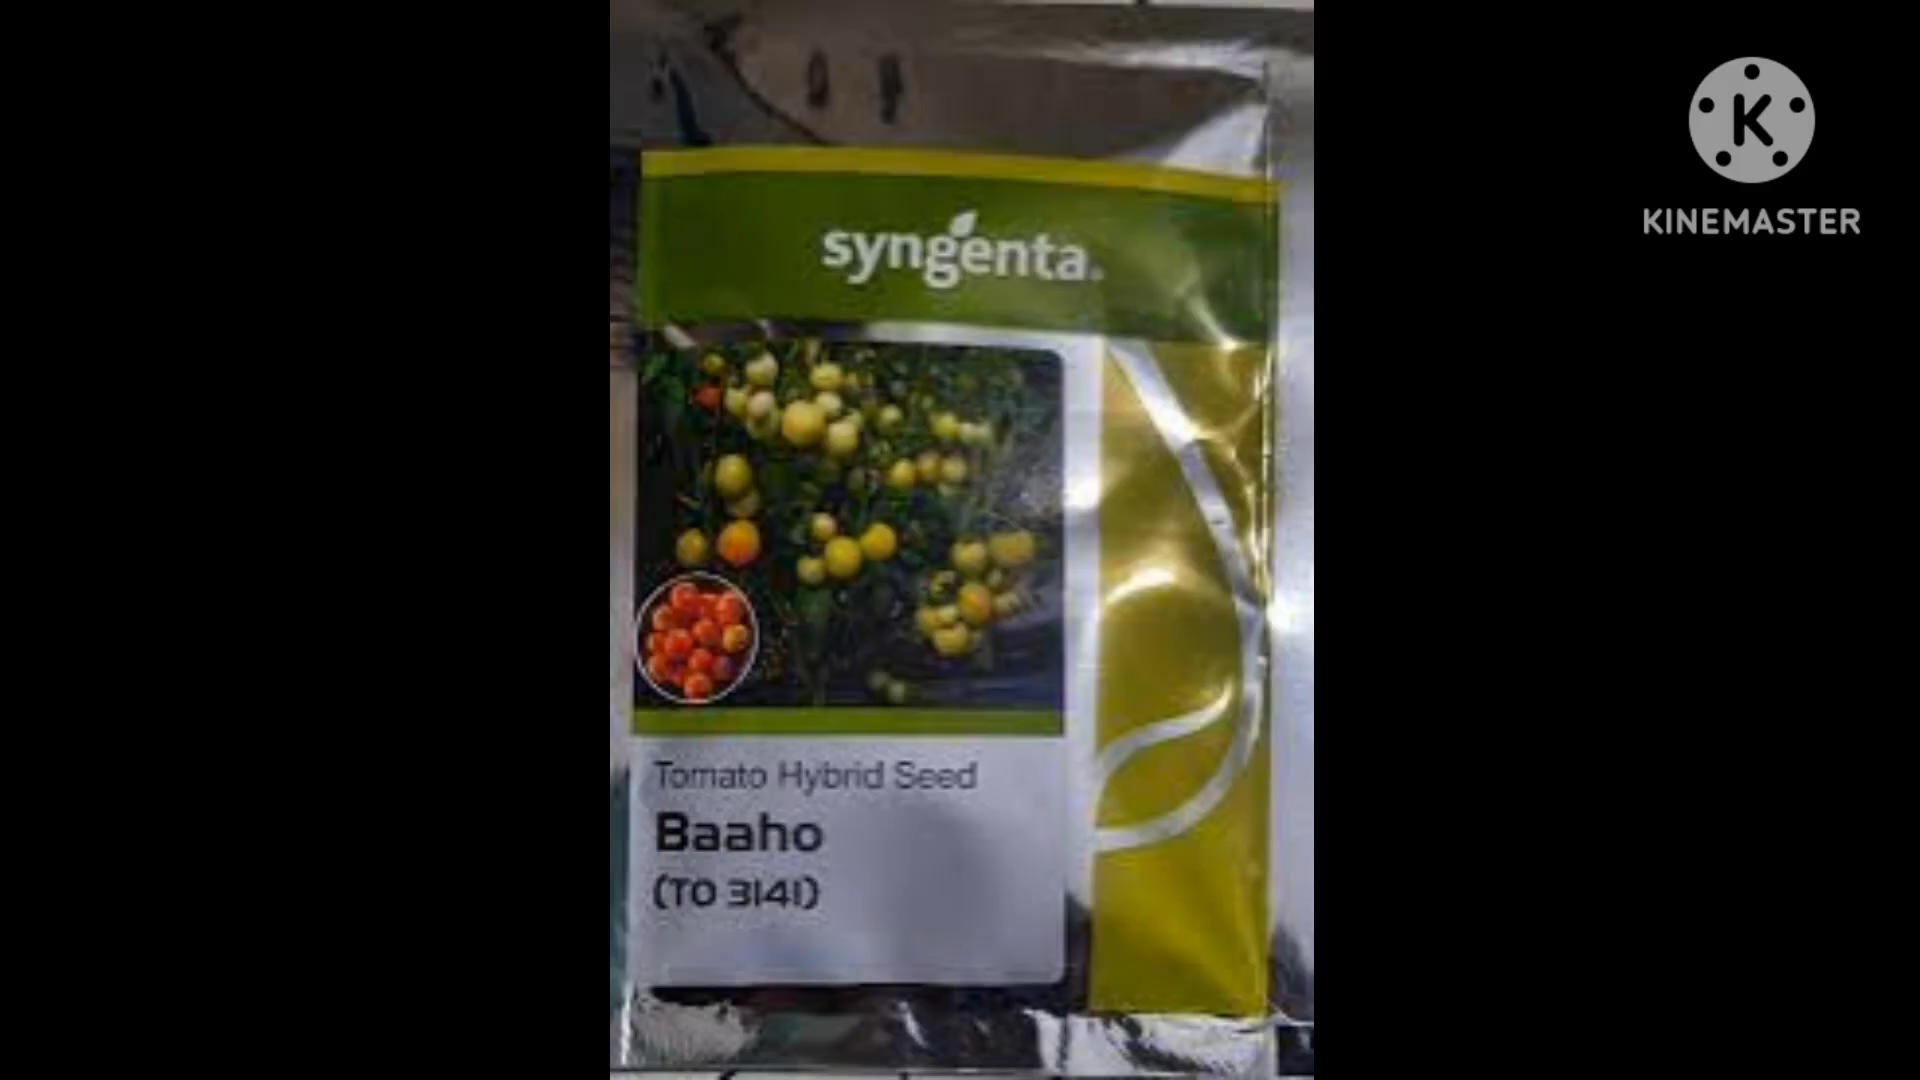 syngenta.
Tomato Hybrid Seed
Baaho
(TO 3141)
K
KINEMASTER